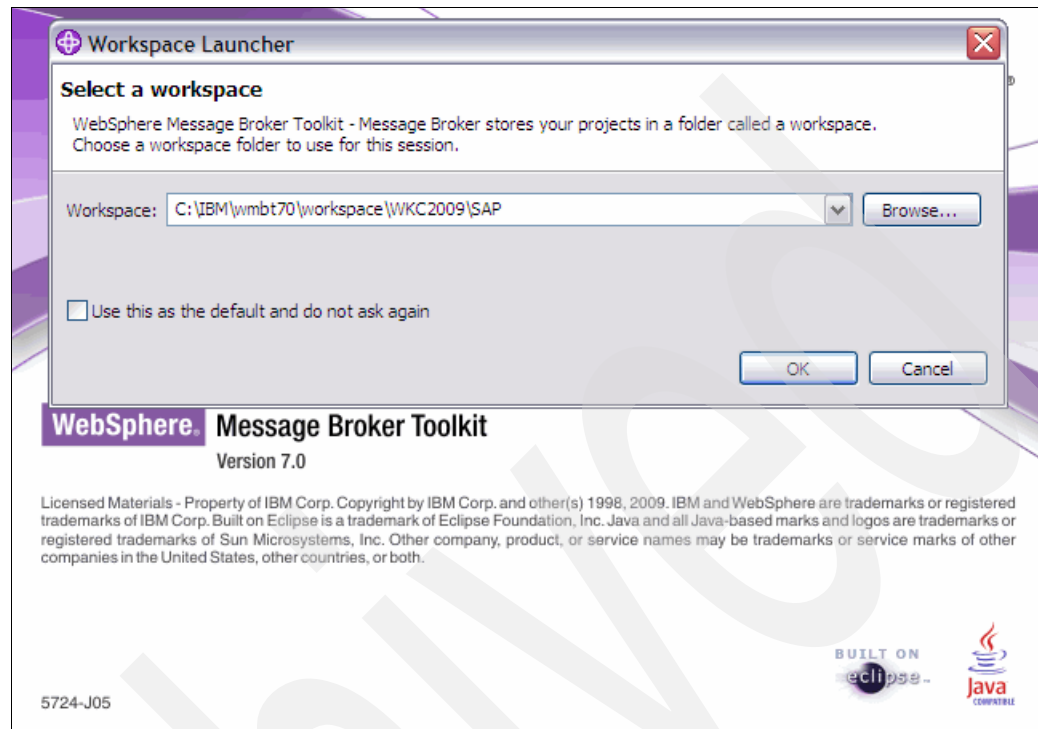 Workspace Launcher
Select a workspace
WebSphere Message Broker Toolkit - Message Broker stores your projects in a folder called a workspace.
Choose a workspace folder to use for this session.
Workspace: C:\IBM\wmbt70\workspace\WKC2009\SAP Browse...
Use this as the default and do not ask again
OK Cancel
WebSphere. Message Broker Toolkit
Version 7.0
Licensed Materials - Property of IBM Corp. Copyright by IBM Corp. and other(s) 1998, 2009. IBM and WebSphere are trademarks or registered
trademarks of IBM Corp. Built on Eclipse is a trademark of Eclipse Foundation, Inc. Java and all Java-based marks and logos are trademarks or
registered trademarks of Sun Microsystems, Inc. Other company, product, or service names may be trademarks or service marks of other
companies in the United States, other countries, or both.
BUILT ON
eclipse
Java
COMPATIBLE
5724-J05